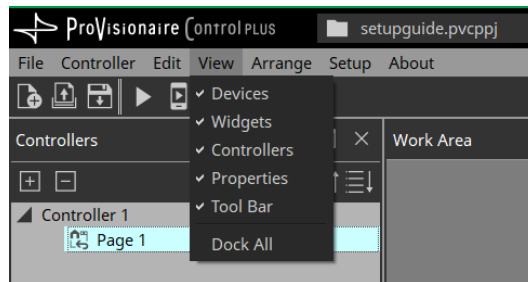 ProVisionaire Control PLUS
setupguide.pvcppj
File Controller Edit View Arrange Setup About
Devices
Widgets
Controllers
Properties
Tool Bar
Dock All
Controllers
Work Area
Controller 1
Page 1